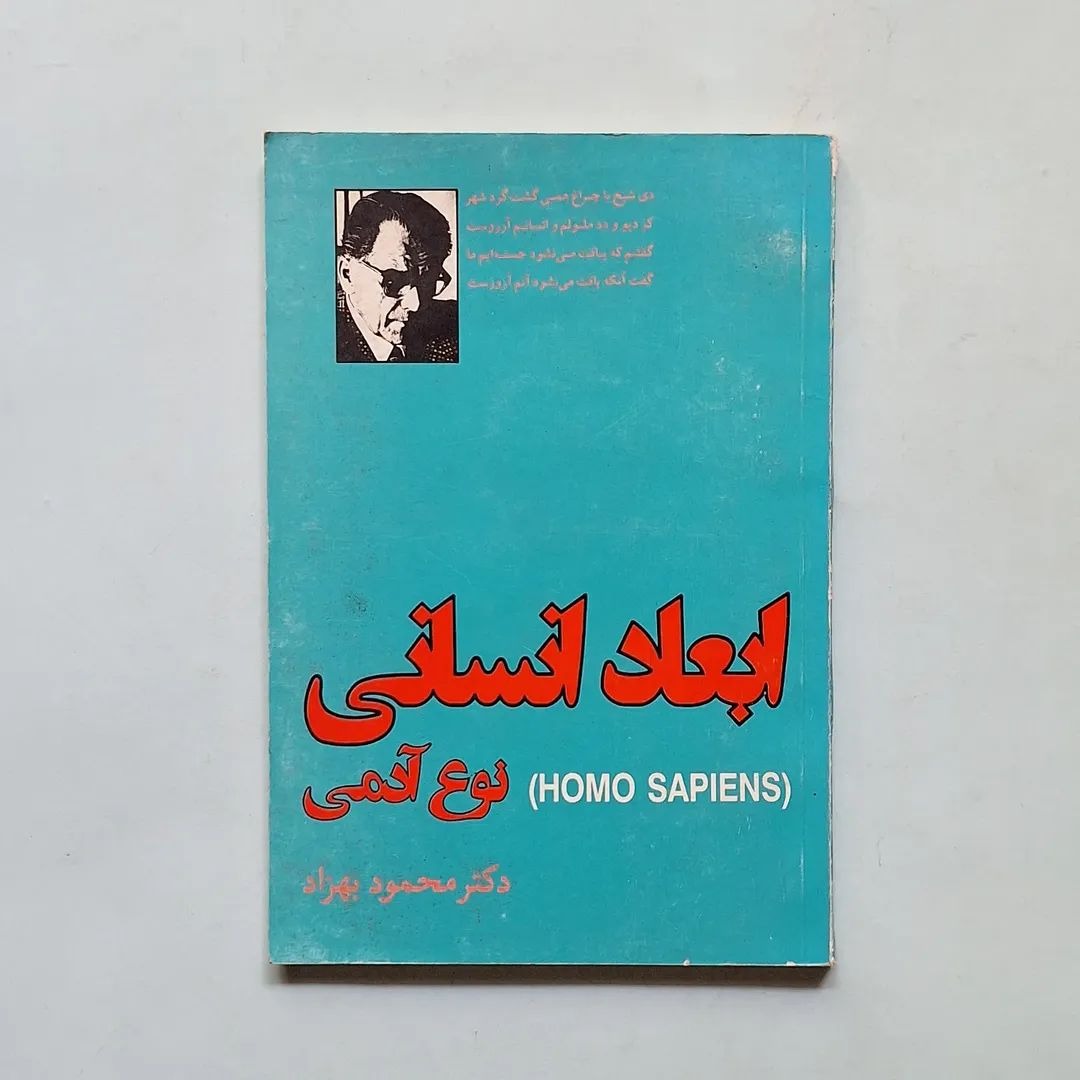 دی شیخ با چراغ همی گشت گرد شهر
کز دیو و دد ملولم و انسانم آرزوست
گفتم که یافت می‌نشود جسته‌ایم ما
گفت آنکه یافت می‌نشود آنم آرزوست
ابعاد انسانی
نوع آدمی (HOMO SAPIENS)
دکتر محمود بهزاد